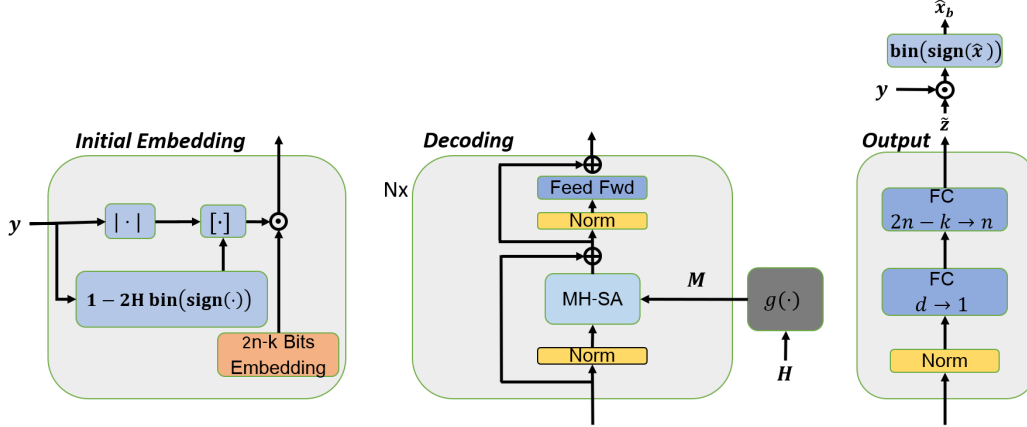 Initial Embedding
y
|·|
[·]
1 − 2H bin(sign(·))
2n-k Bits
Embedding
Decoding
Nx
Feed Fwd
Norm
MH-SA
Norm
M
g(·)
H
x̂_b
bin(sign(x̂))
y
z̃
Output
FC
2n − k → n
FC
d → 1
Norm